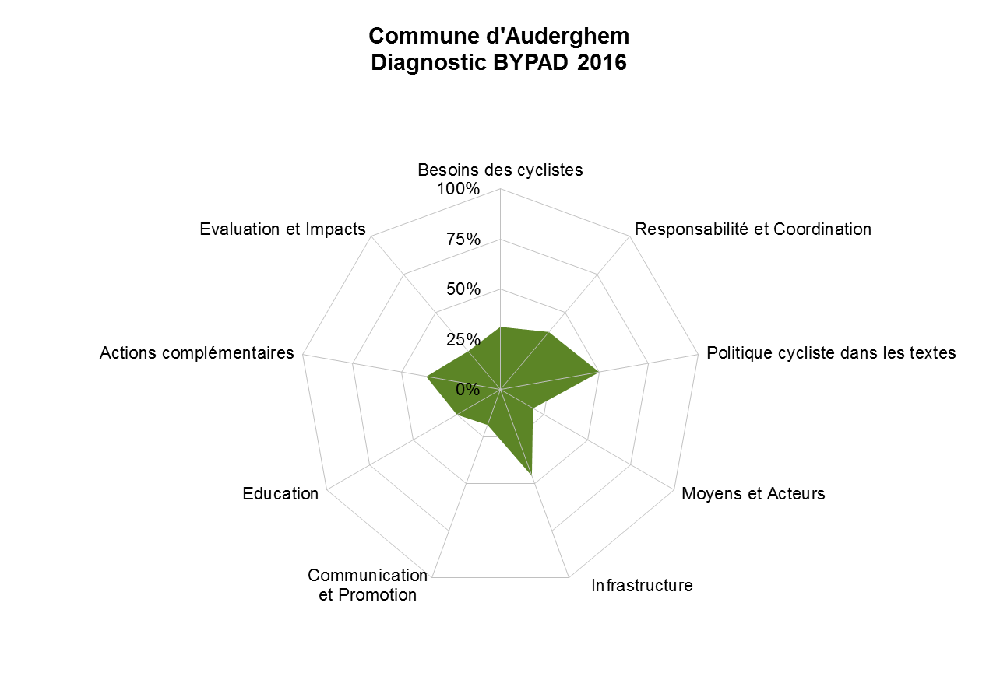 Commune d'Auderghem
Diagnostic BYPAD 2016
Besoins des cyclistes
100%
Evaluation et Impacts
Responsabilité et Coordination
75%
50%
25%
Actions complémentaires
Politique cycliste dans les textes
0%
Education
Moyens et Acteurs
Communication
et Promotion
Infrastructure